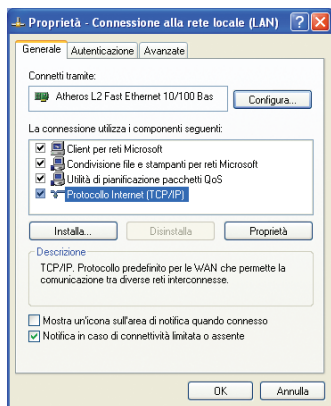 Proprietà - Connessione alla rete locale (LAN)
Generale Autenticazione Avanzate
Connetti tramite:
Atheros L2 Fast Ethernet 10/100 Bas Configura...
La connessione utilizza i componenti seguenti:
Client per reti Microsoft
Condivisione file e stampanti per reti Microsoft
Utilità di pianificazione pacchetti QoS
Protocollo Internet (TCP/IP)
Installa... Disinstalla Proprietà
Descrizione
TCP/IP. Protocollo predefinito per le WAN che permette la
comunicazione tra diverse reti interconnesse.
Mostra un'icona sull'area di notifica quando connesso
Notifica in caso di connettività limitata o assente
OK Annulla